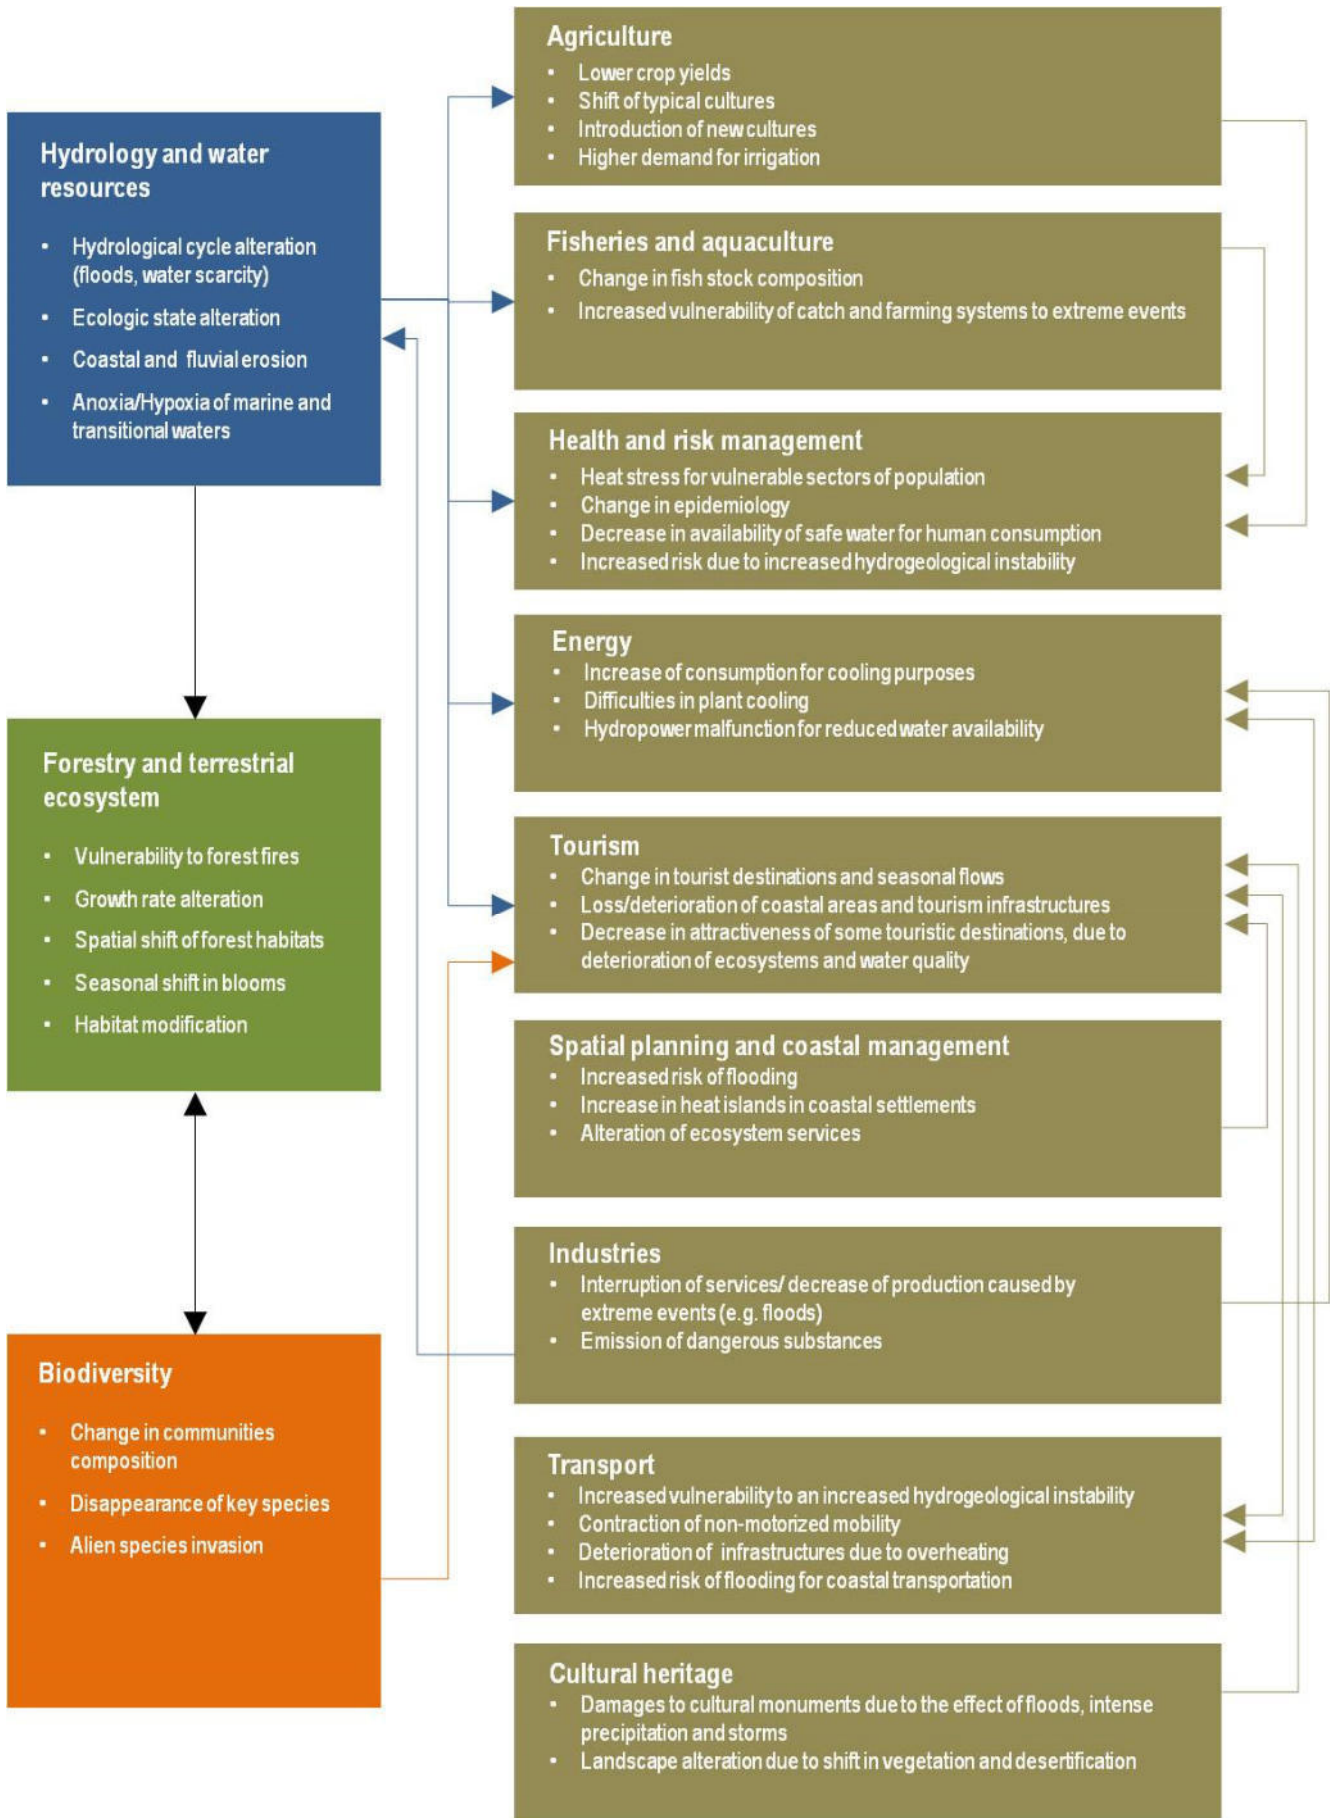 Hydrology and water
resources
• Hydrological cycle alteration
(floods, water scarcity)
• Ecologic state alteration
• Coastal and fluvial erosion
• Anoxia/Hypoxia of marine and
transitional waters
Forestry and terrestrial
ecosystem
• Vulnerability to forest fires
• Growth rate alteration
• Spatial shift of forest habitats
• Seasonal shift in blooms
• Habitat modification
Biodiversity
• Change in communities
composition
• Disappearance of key species
• Alien species invasion
Agriculture
• Lower crop yields
• Shift of typical cultures
• Introduction of new cultures
• Higher demand for irrigation
Fisheries and aquaculture
• Change in fish stock composition
• Increased vulnerability of catch and farming systems to extreme events
Health and risk management
• Heat stress for vulnerable sectors of population
• Change in epidemiology
• Decrease in availability of safe water for human consumption
• Increased risk due to increased hydrogeological instability
Energy
• Increase of consumption for cooling purposes
• Difficulties in plant cooling
• Hydropower malfunction for reduced water availability
Tourism
• Change in tourist destinations and seasonal flows
• Loss/deterioration of coastal areas and tourism infrastructures
• Decrease in attractiveness of some touristic destinations, due to
deterioration of ecosystems and water quality
Spatial planning and coastal management
• Increased risk of flooding
• Increase in heat islands in coastal settlements
• Alteration of ecosystem services
Industries
• Interruption of services/ decrease of production caused by
extreme events (e.g. floods)
• Emission of dangerous substances
Transport
• Increased vulnerability to an increased hydrogeological instability
• Contraction of non-motorized mobility
• Deterioration of infrastructures due to overheating
• Increased risk of flooding for coastal transportation
Cultural heritage
• Damages to cultural monuments due to the effect of floods, intense
precipitation and storms
• Landscape alteration due to shift in vegetation and desertification